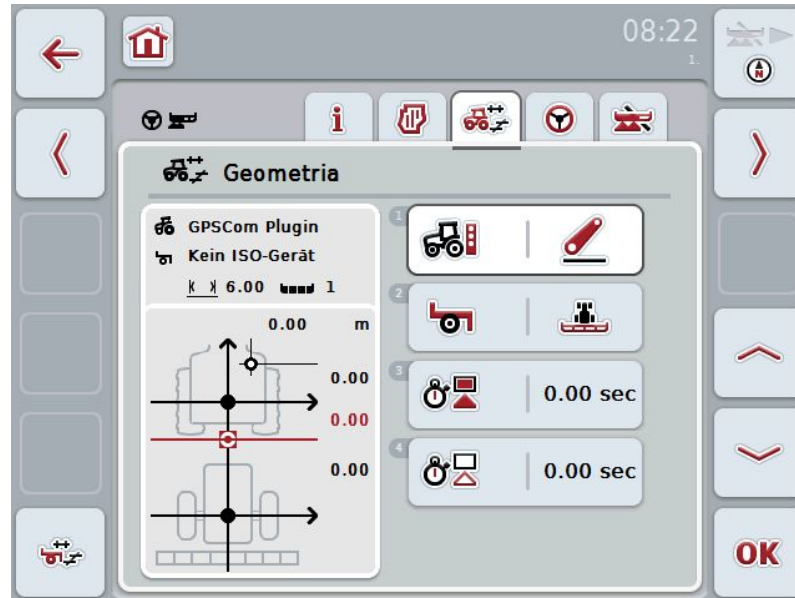 08:22
1.
N
i
Geometria
GPSCom Plugin
Kein ISO-Gerät
6.00 1
0.00 m
0.00
0.00
0.00
1
2
3
0.00 sec
4
0.00 sec
OK